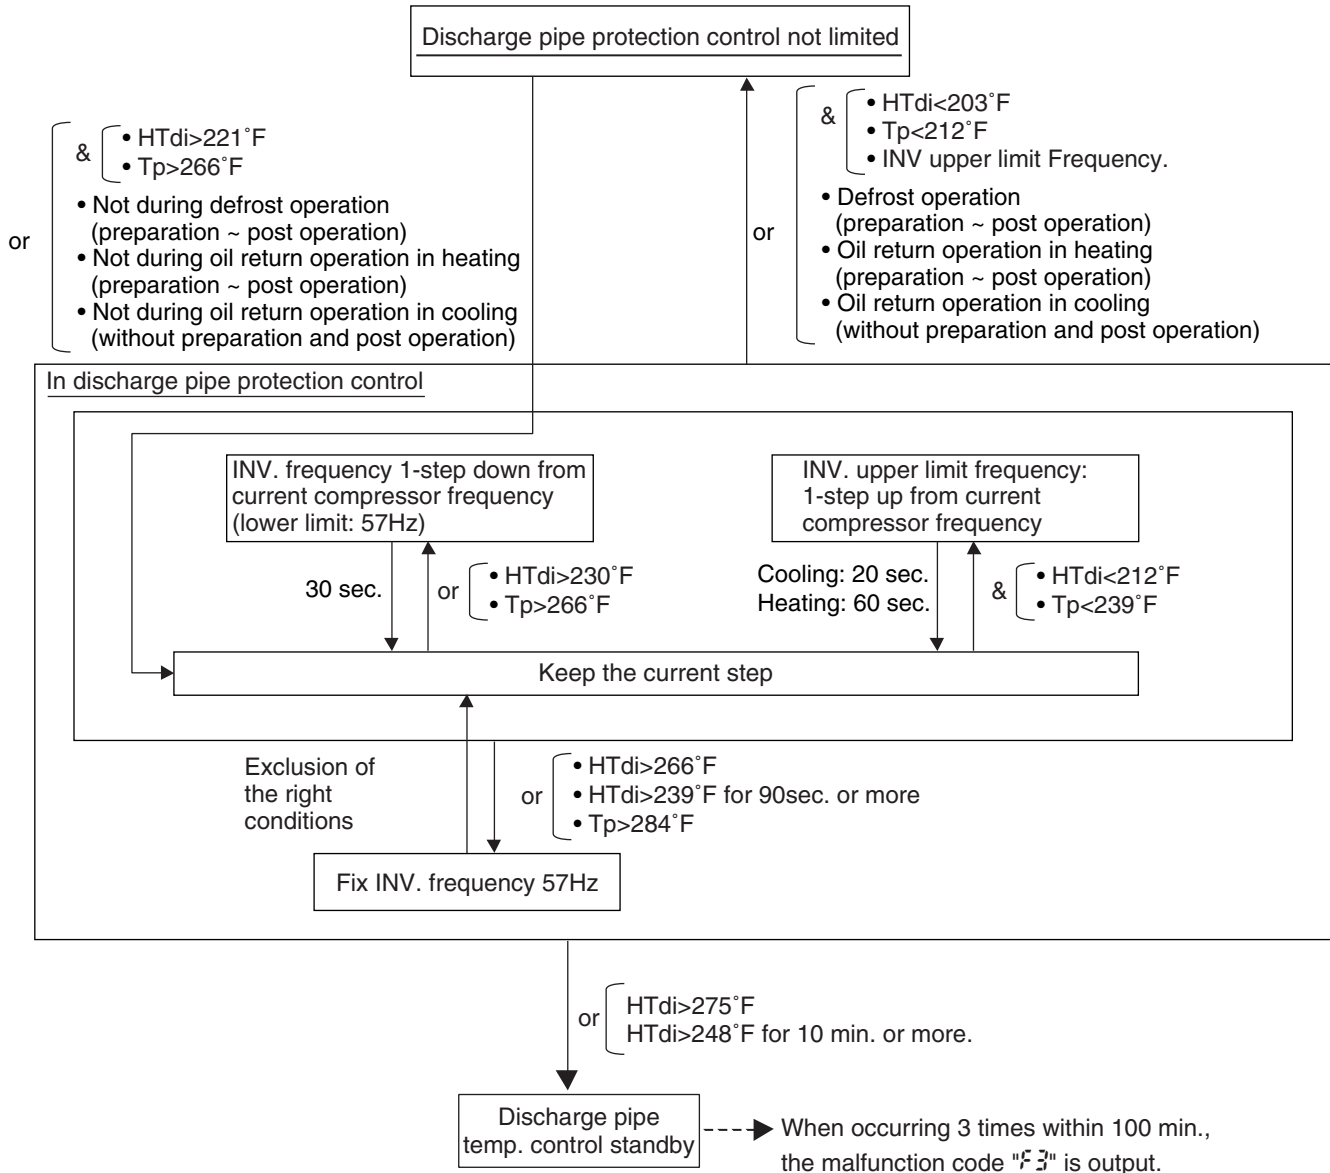 Discharge pipe protection control not limited
or
&
• HTdi>221˚F
• Tp>266˚F
• Not during defrost operation
(preparation ~ post operation)
• Not during oil return operation in heating
(preparation ~ post operation)
• Not during oil return operation in cooling
(without preparation and post operation)
or
&
• HTdi<203˚F
• Tp<212˚F
• INV upper limit Frequency.
• Defrost operation
(preparation ~ post operation)
• Oil return operation in heating
(preparation ~ post operation)
• Oil return operation in cooling
(without preparation and post operation)
In discharge pipe protection control
INV. frequency 1-step down from
current compressor frequency
(lower limit: 57Hz)
INV. upper limit frequency:
1-step up from current
compressor frequency
30 sec.
or
• HTdi>230˚F
• Tp>266˚F
Cooling: 20 sec.
Heating: 60 sec.
&
• HTdi<212˚F
• Tp<239˚F
Keep the current step
Exclusion of
the right
conditions
or
• HTdi>266˚F
• HTdi>239˚F for 90sec. or more
• Tp>284˚F
Fix INV. frequency 57Hz
or
HTdi>275˚F
HTdi>248˚F for 10 min. or more.
Discharge pipe
temp. control standby
When occurring 3 times within 100 min.,
the malfunction code "F3" is output.